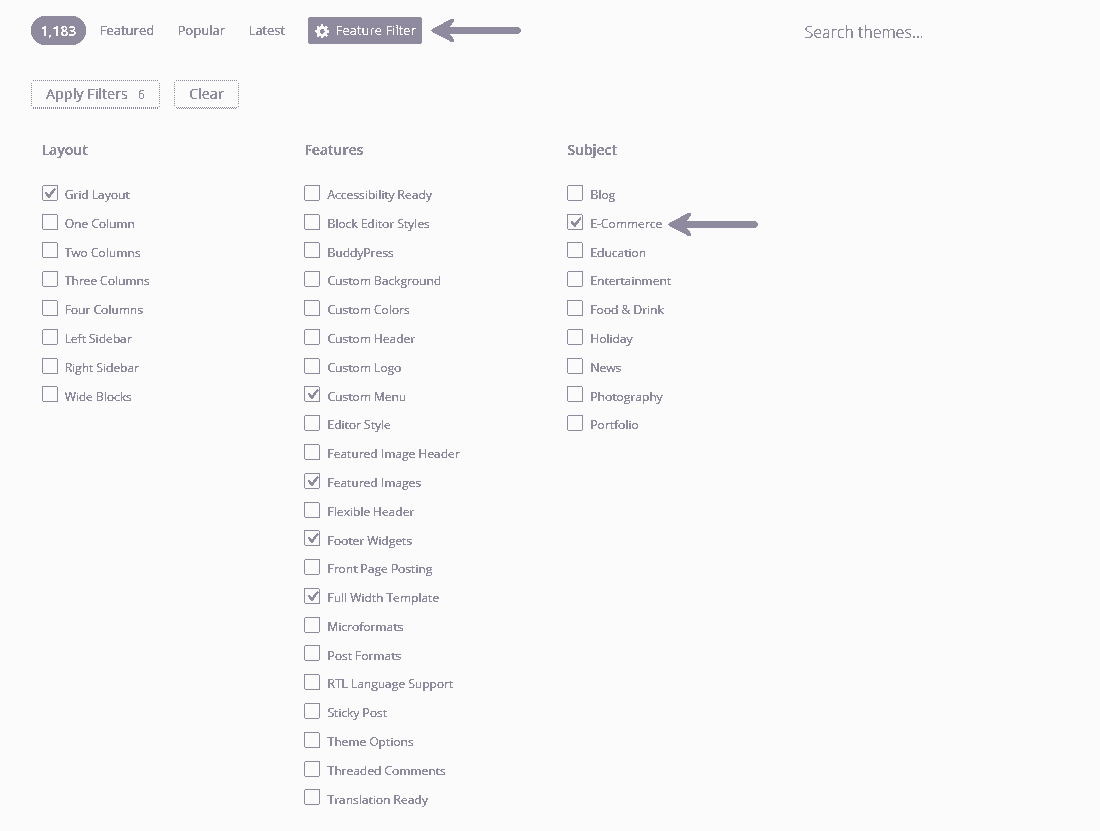 1,183 Featured Popular Latest Feature Filter Search themes...
Apply Filters 6 Clear
Layout
Grid Layout
One Column
Two Columns
Three Columns
Four Columns
Left Sidebar
Right Sidebar
Wide Blocks
Features
Accessibility Ready
Block Editor Styles
BuddyPress
Custom Background
Custom Colors
Custom Header
Custom Logo
Custom Menu
Editor Style
Featured Image Header
Featured Images
Flexible Header
Footer Widgets
Front Page Posting
Full Width Template
Microformats
Post Formats
RTL Language Support
Sticky Post
Theme Options
Threaded Comments
Translation Ready
Subject
Blog
E-Commerce
Education
Entertainment
Food & Drink
Holiday
News
Photography
Portfolio